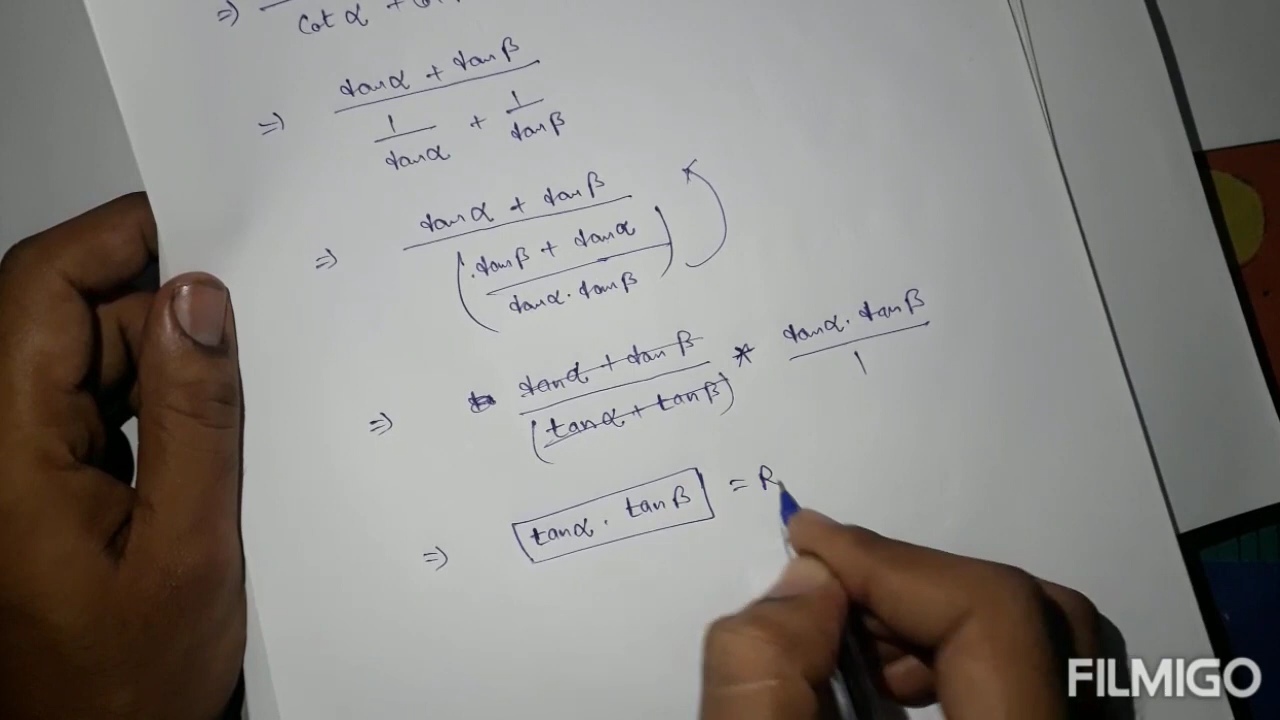 ⇒ cot α +
tanα + tanβ
⇒ 1/tanα + 1/tanβ
⇒ tanα + tanβ
(tanβ + tanα
tanα . tanβ)
⇒ tanα + tanβ / (tanα + tanβ) * tanα . tanβ / 1
⇒ tanα . tanβ = R
FILMIGO